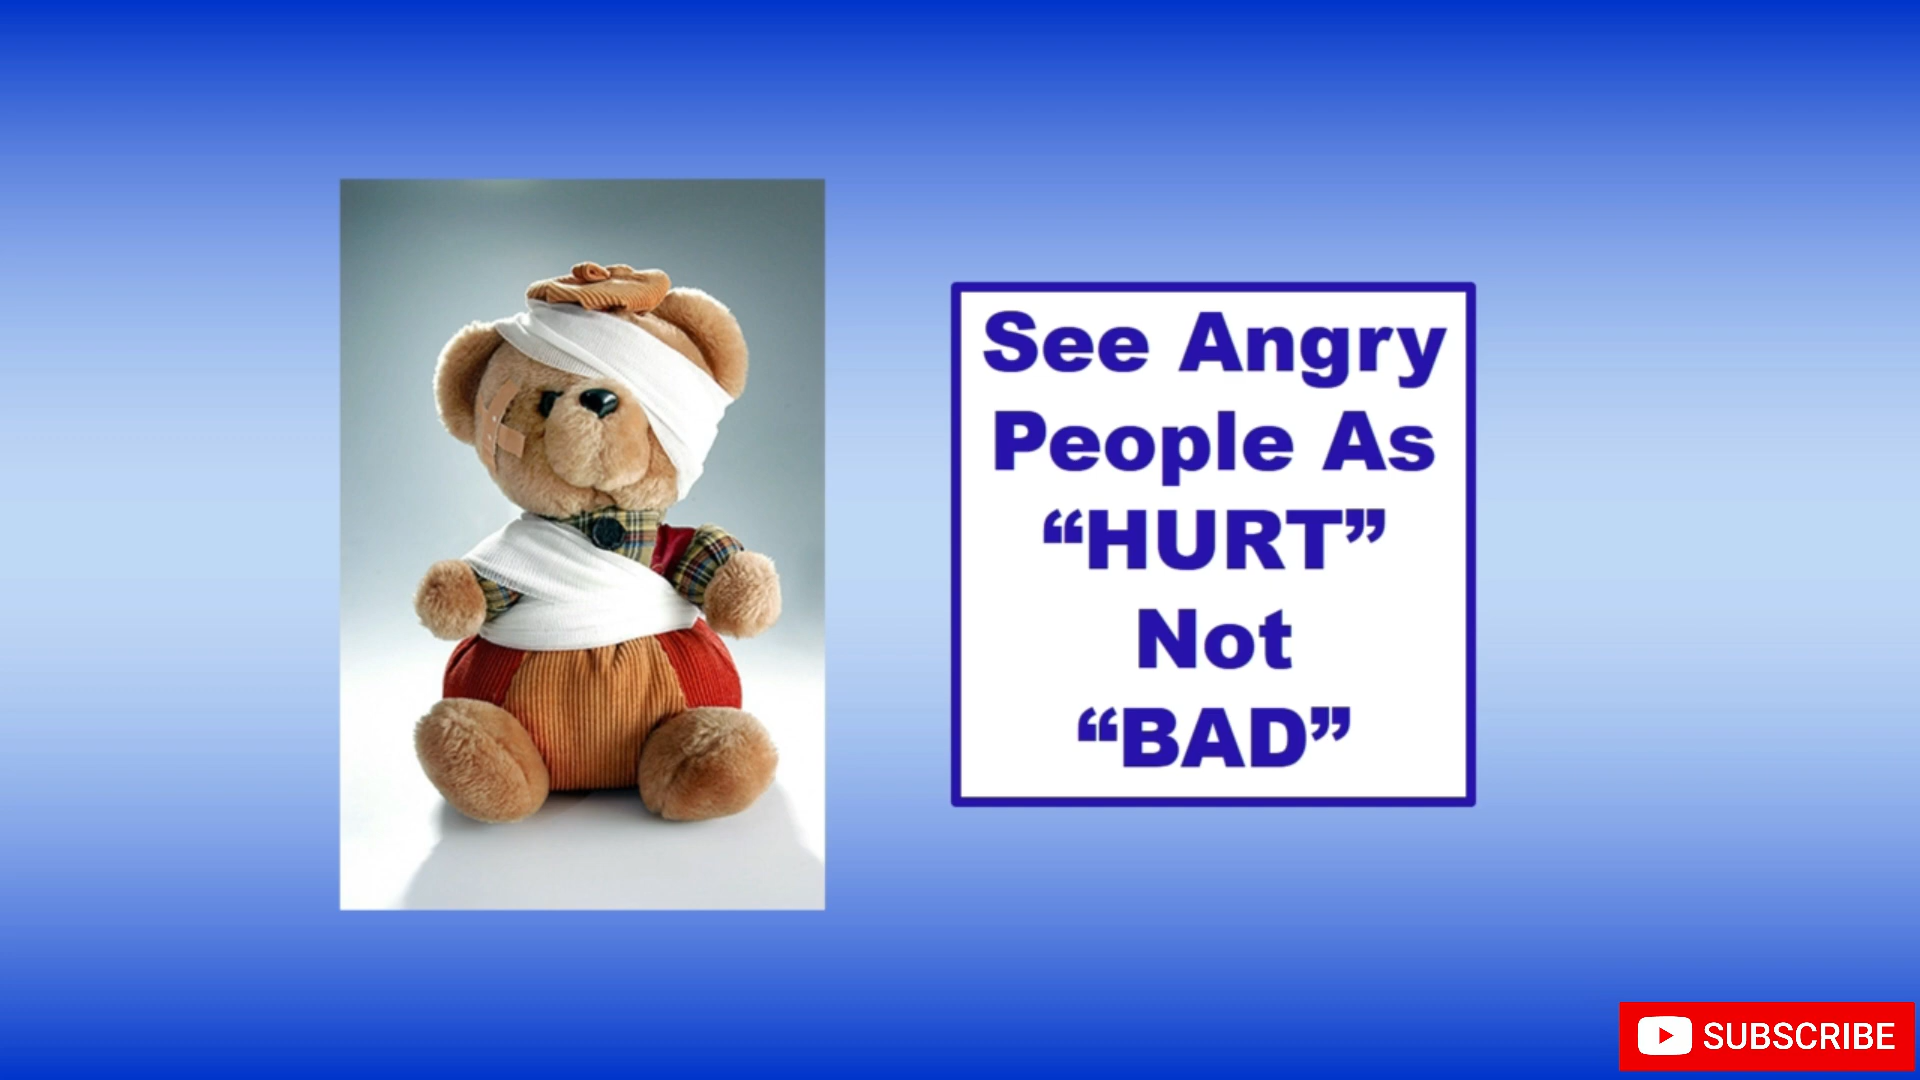 See Angry
People As
“HURT”
Not
“BAD”
SUBSCRIBE